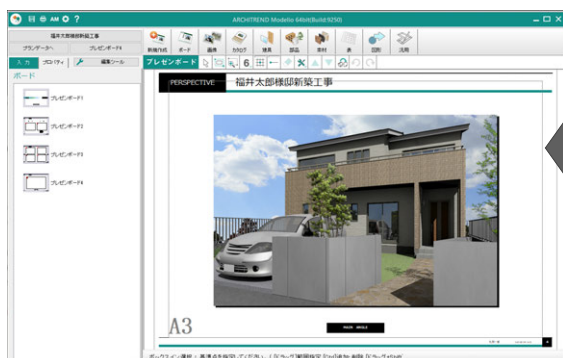 AM ?
ARCHITREND Modelio 64bit(Build:9250)
福井太郎様邸新築工事
プランデータへ プレゼンボードへ
新規作成 ボード 画像 カタログ 建具 部品 素材 表 図形 汎用
入力 プロパティ 編集ツール
プレゼンボード 6
ボード
プレゼンボード1
プレゼンボード2
プレゼンボード3
プレゼンボード4
PERSPECTIVE 福井太郎様邸新築工事
A3